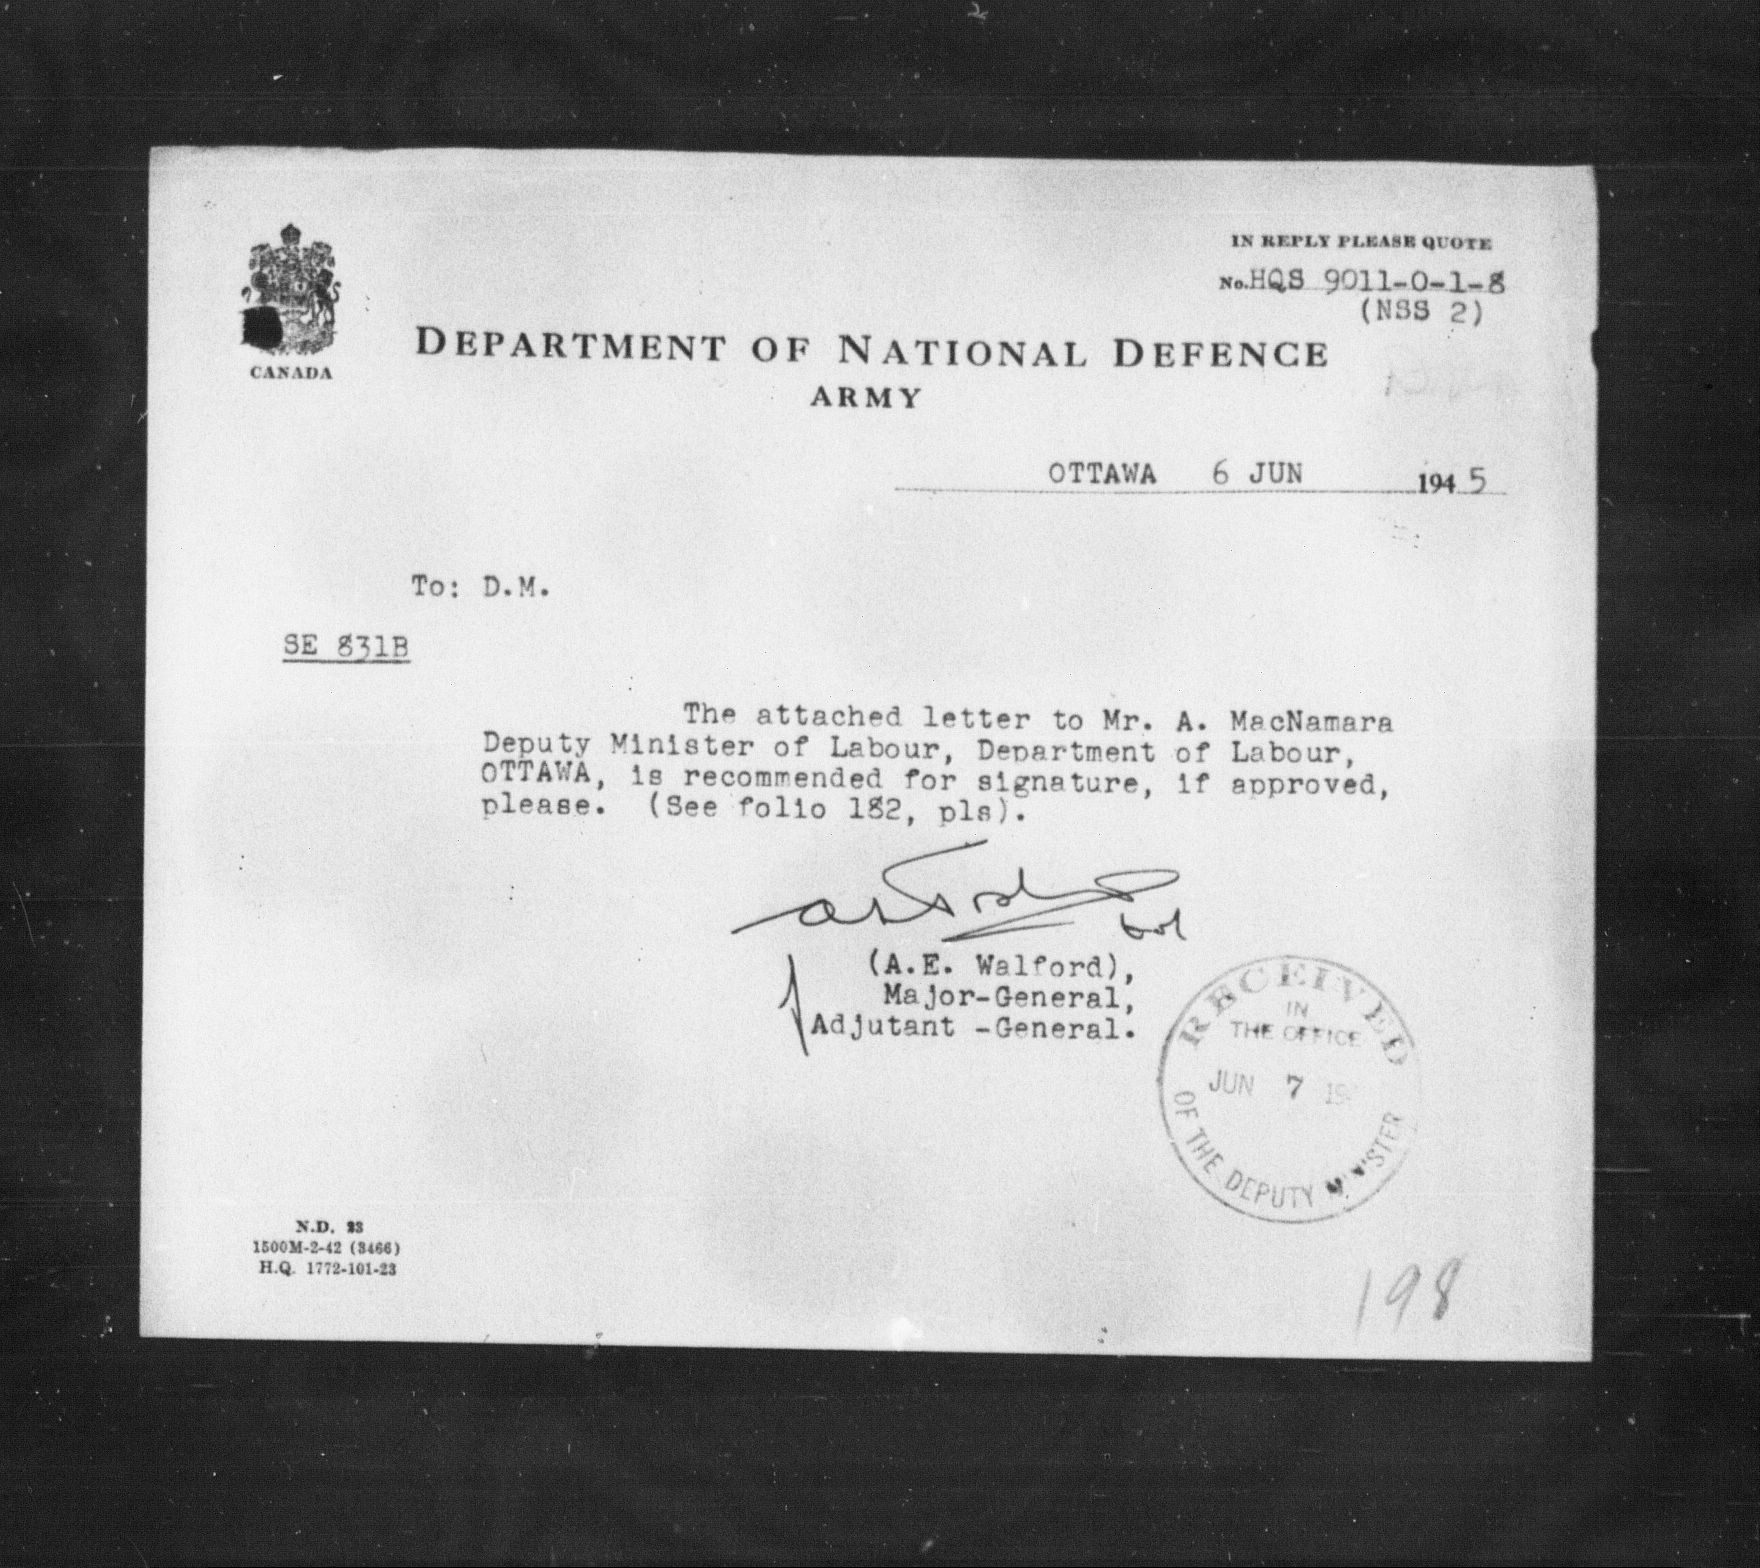 IN REPLY PLEASE QUOTE
No. HQS 9011-0-1-8
(NSS 2)
CANADA
DEPARTMENT OF NATIONAL DEFENCE
ARMY
OTTAWA 6 JUN 1945
To: D.M.
SE 831B
The attached letter to Mr. A. MacNamara
Deputy Minister of Labour, Department of Labour,
OTTAWA, is recommended for signature, if approved,
please. (See folio 182, pls).
(A.E. Walford),
Major-General,
Adjutant -General.
RECEIVED
IN
THE OFFICE
JUN 7 19
OF THE DEPUTY MINISTER
N.D. 33
1500M-2-42 (3466)
H.Q. 1772-101-23
198